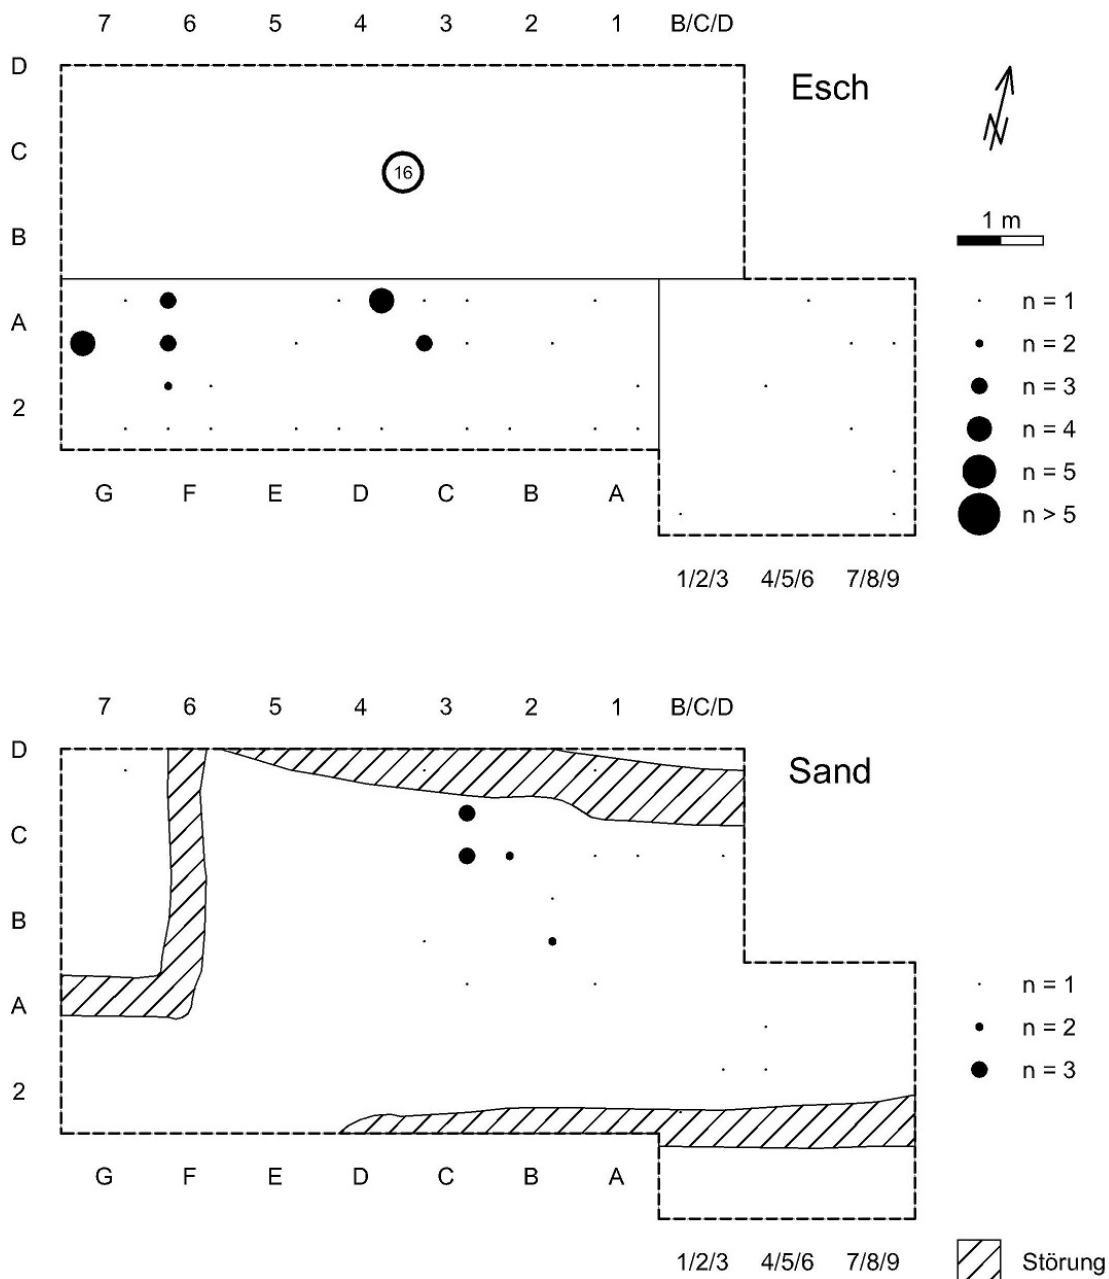 7 6 5 4 3 2 1 B/C/D
D
Esch
C
16
B
N
1 m
A
n = 1
n = 2
n = 3
2
n = 4
n = 5
n > 5
G F E D C B A
1/2/3 4/5/6 7/8/9
7 6 5 4 3 2 1 B/C/D
D
Sand
C
B
A
n = 1
n = 2
n = 3
2
G F E D C B A
1/2/3 4/5/6 7/8/9
Störung